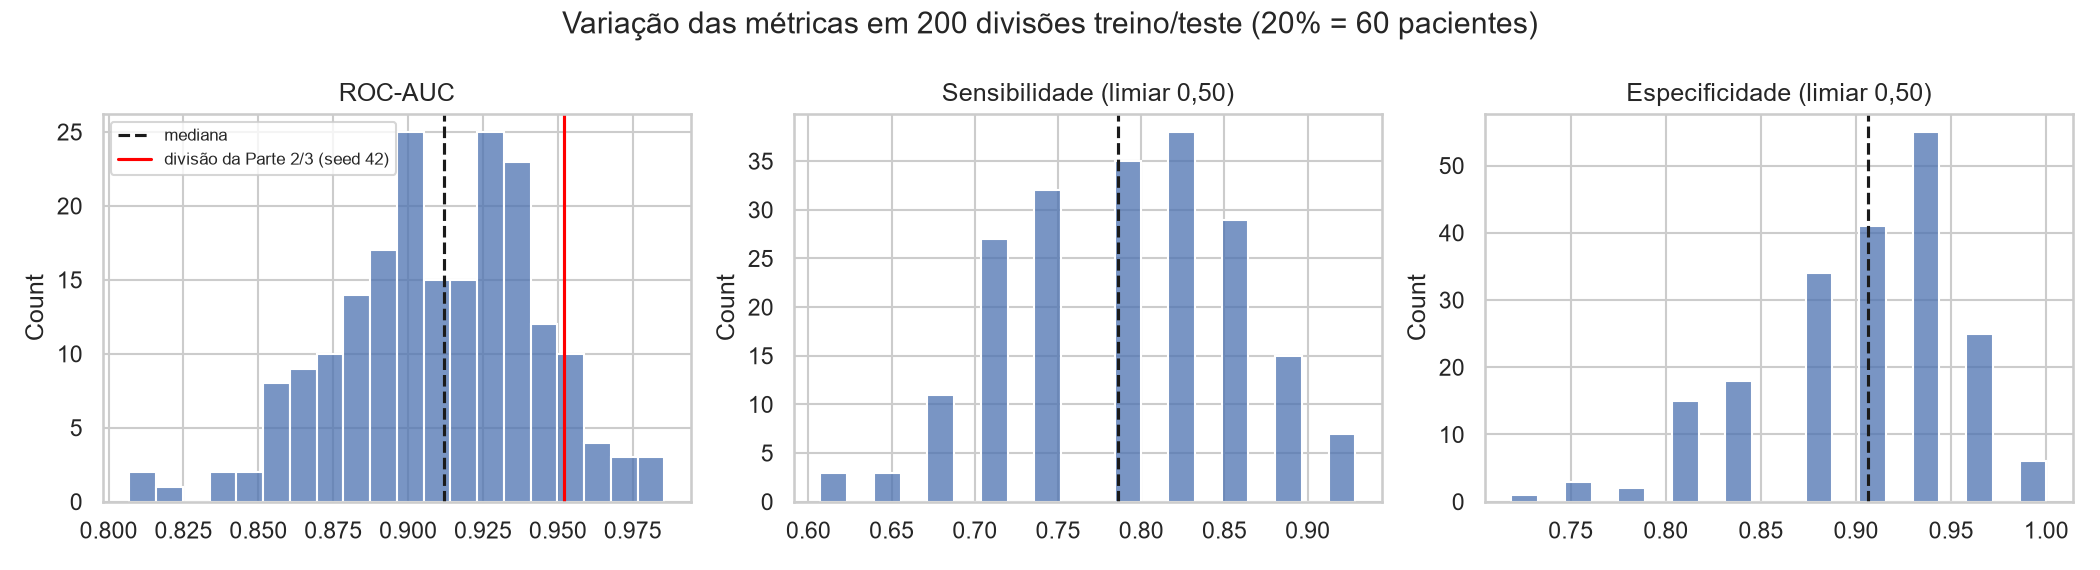 Variação das métricas em 200 divisões treino/teste (20% = 60 pacientes)
ROC-AUC
mediana
divisão da Parte 2/3 (seed 42)
Count
25
20
15
10
5
0
0.800 0.825 0.850 0.875 0.900 0.925 0.950 0.975
Sensibilidade (limiar 0,50)
Count
35
30
25
20
15
10
5
0
0.60 0.65 0.70 0.75 0.80 0.85 0.90
Especificidade (limiar 0,50)
Count
50
40
30
20
10
0
0.75 0.80 0.85 0.90 0.95 1.00